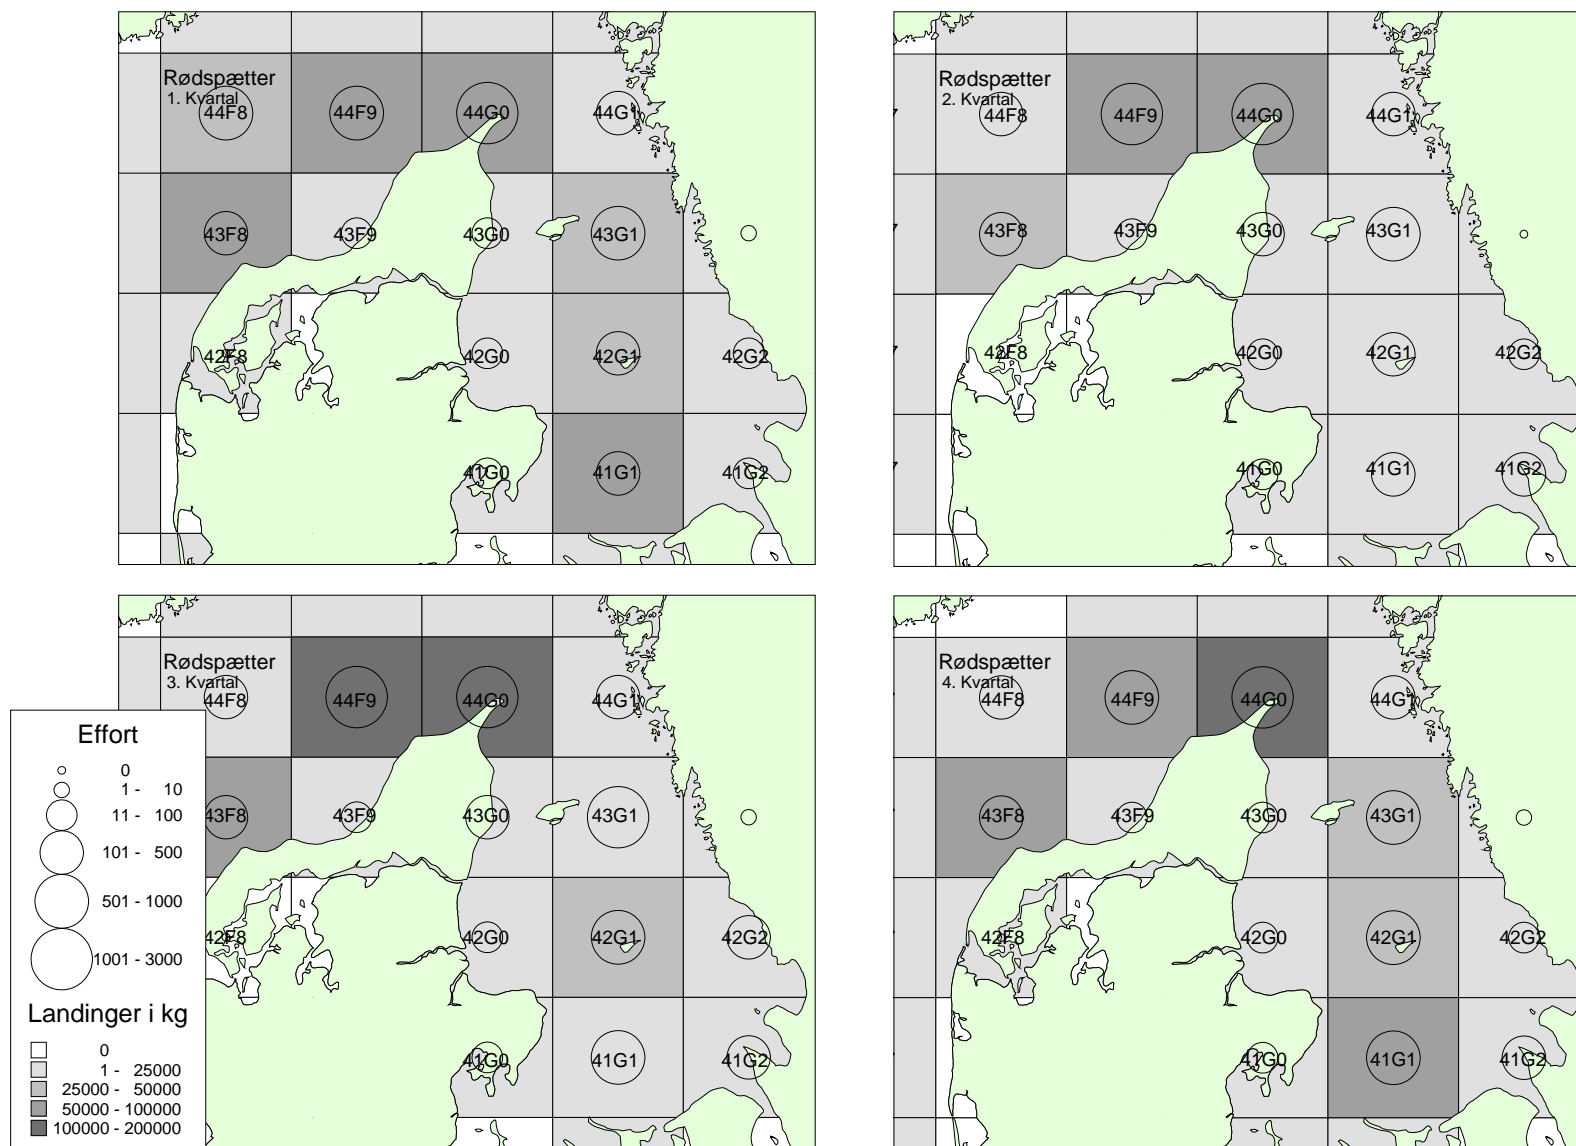 Rødspætter
1. Kvartal
44F8 44F9 44G0 44G1
43F8 43F9 43G0 43G1
42F8 42G0 42G1 42G2
41G0 41G1 41G2
Rødspætter
2. Kvartal
44F8 44F9 44G0 44G1
43F8 43F9 43G0 43G1
42F8 42G0 42G1 42G2
41G0 41G1 41G2
Rødspætter
3. Kvartal
44F8 44F9 44G0 44G1
43F8 43F9 43G0 43G1
42F8 42G0 42G1 42G2
41G0 41G1 41G2
Rødspætter
4. Kvartal
44F8 44F9 44G0 44G1
43F8 43F9 43G0 43G1
42F8 42G0 42G1 42G2
41G0 41G1 41G2
Effort
0
1 - 10
11 - 100
101 - 500
501 - 1000
1001 - 3000
Landinger i kg
0
1 - 25000
25000 - 50000
50000 - 100000
100000 - 200000